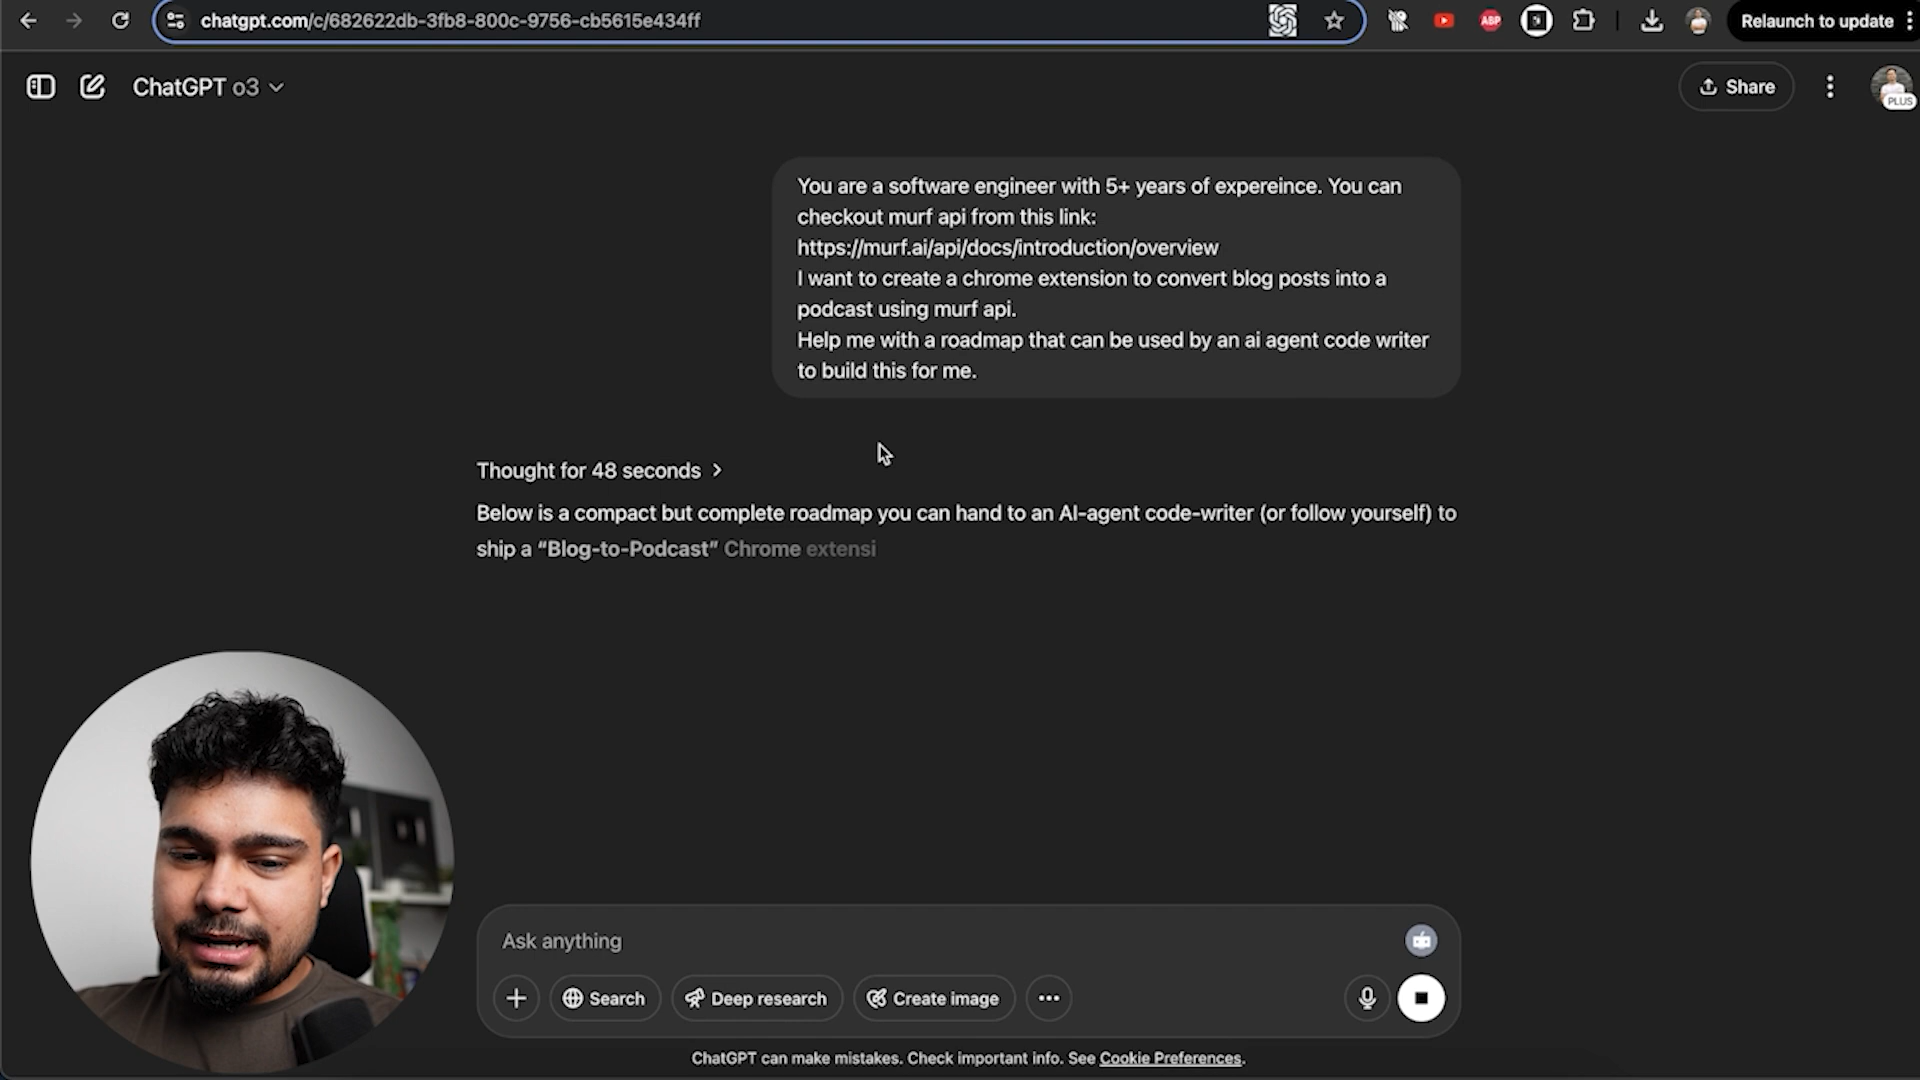 chatgpt.com/c/682622db-3fb8-800c-9756-cb5615e434ff
ABP
Relaunch to update
ChatGPT o3
Share
PLUS
You are a software engineer with 5+ years of expereince. You can
checkout murf api from this link:
https://murf.ai/api/docs/introduction/overview
I want to create a chrome extension to convert blog posts into a
podcast using murf api.
Help me with a roadmap that can be used by an ai agent code writer
to build this for me.
Thought for 48 seconds
Below is a compact but complete roadmap you can hand to an AI-agent code-writer (or follow yourself) to
ship a “Blog-to-Podcast” Chrome extensi
Ask anything
Search
Deep research
Create image
ChatGPT can make mistakes. Check important info. See Cookie Preferences.